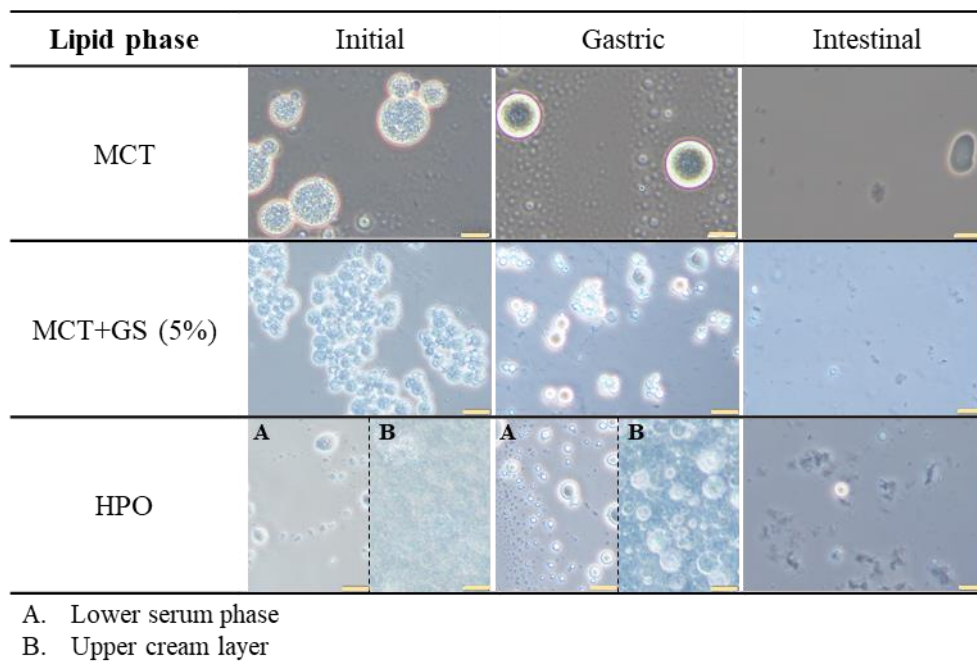 Lipid phase Initial Gastric Intestinal
MCT
MCT+GS (5%)
A B A B
HPO
A. Lower serum phase
B. Upper cream layer